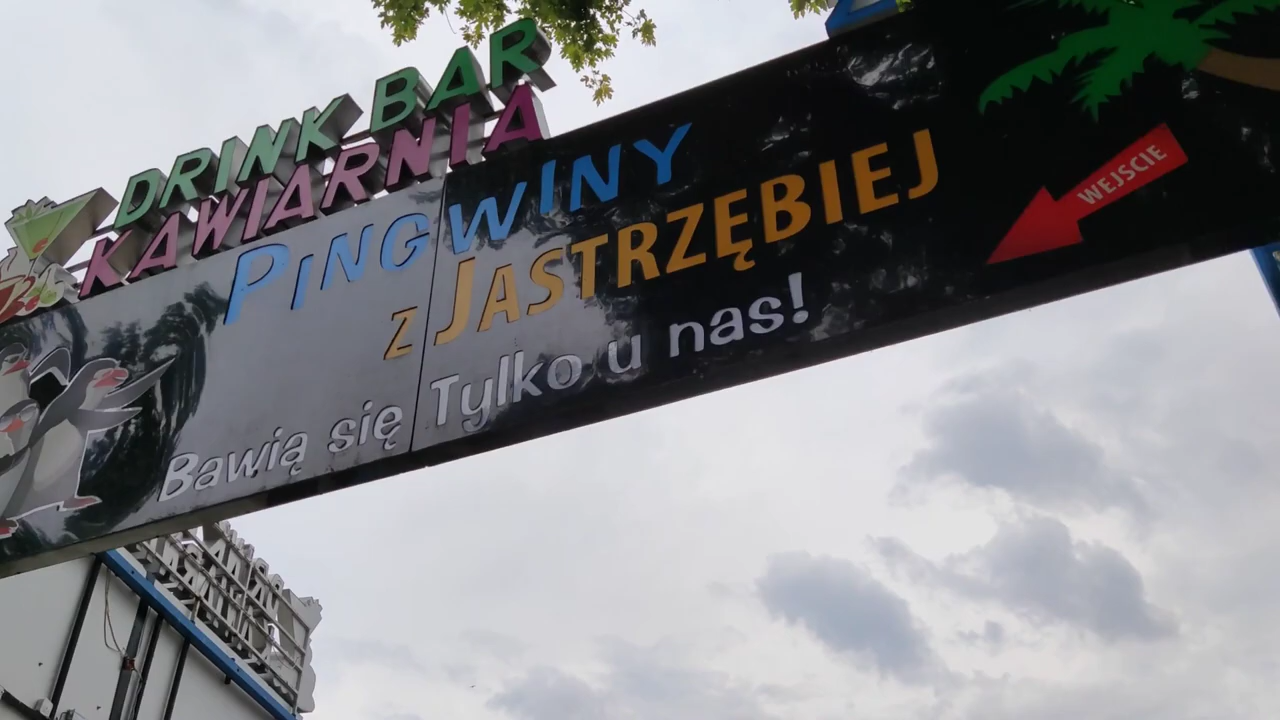 DRINK BAR
KAWIARNIA
PINGWINY
z JASTRZĘBIEJ
Bawią się Tylko u nas!
WEJŚCIE